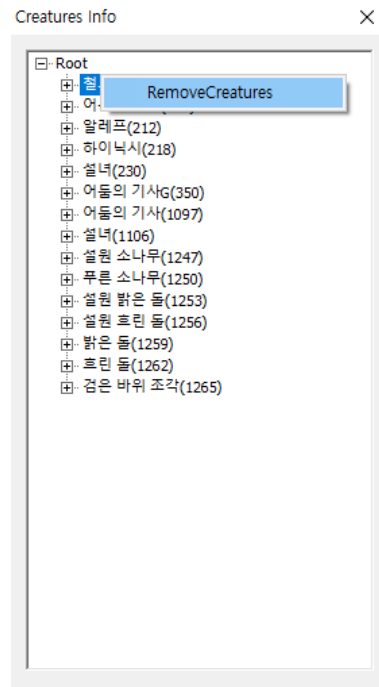 Creatures Info
Root
철
RemoveCreatures
어
알레프(212)
하이닉시(218)
설녀(230)
어둠의 기사G(350)
어둠의 기사(1097)
설녀(1106)
설원 소나무(1247)
푸른 소나무(1250)
설원 밝은 돌(1253)
설원 흐린 돌(1256)
밝은 돌(1259)
흐린 돌(1262)
검은 바위 조각(1265)